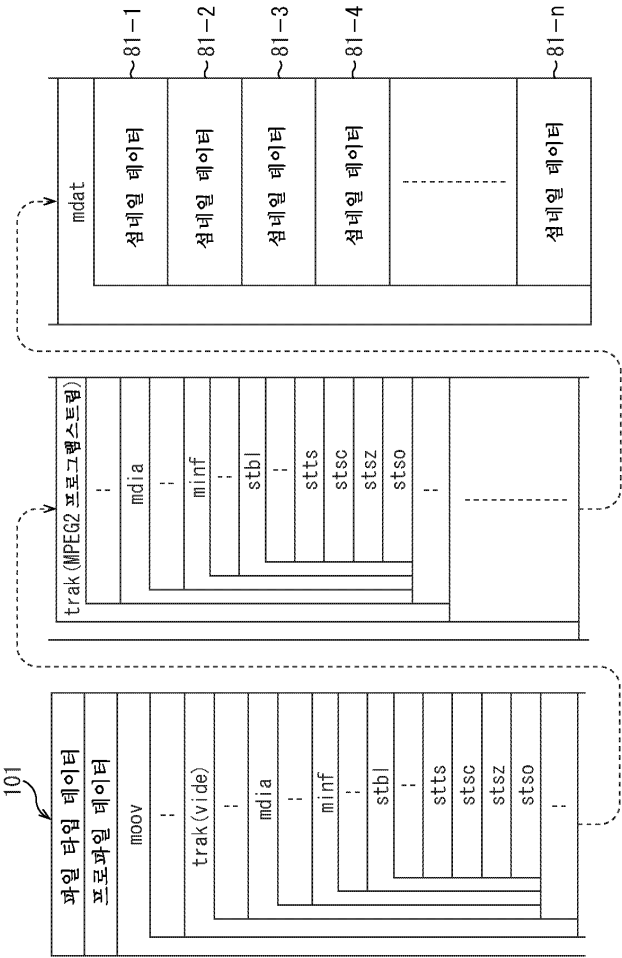 101
파일 타입 데이터
프로파일 데이터
moov
trak(vide)
mdia
minf
stbl
stts
stsc
stsz
stso
trak(MPEG2 프로그램스트림)
mdia
minf
stbl
stts
stsc
stsz
stso
mdat
섬네일 데이터 81-1
섬네일 데이터 81-2
섬네일 데이터 81-3
섬네일 데이터 81-4
섬네일 데이터 81-n